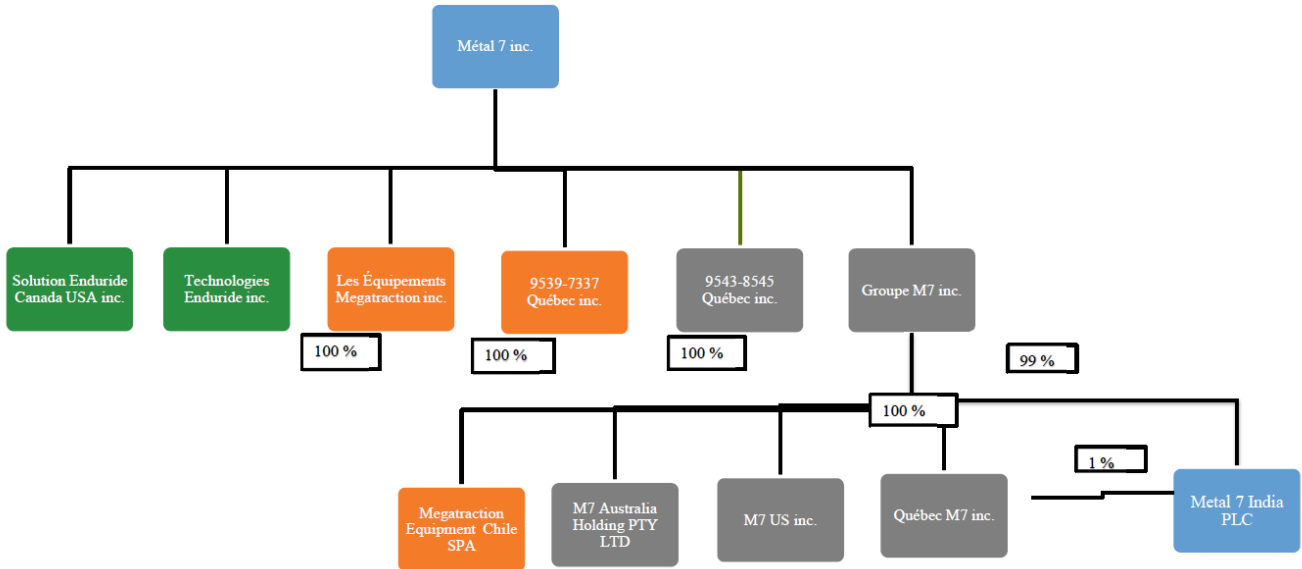 Métal 7 inc.
Solution Enduride
Canada USA inc.
Technologies
Enduride inc.
Les Équipements
Megatraction inc.
9539-7337
Québec inc.
9543-8545
Québec inc.
Groupe M7 inc.
100 %
100 %
100 %
99 %
100 %
1 %
Megatraction
Equipment Chile
SPA
M7 Australia
Holding PTY
LTD
M7 US inc.
Québec M7 inc.
Metal 7 India
PLC